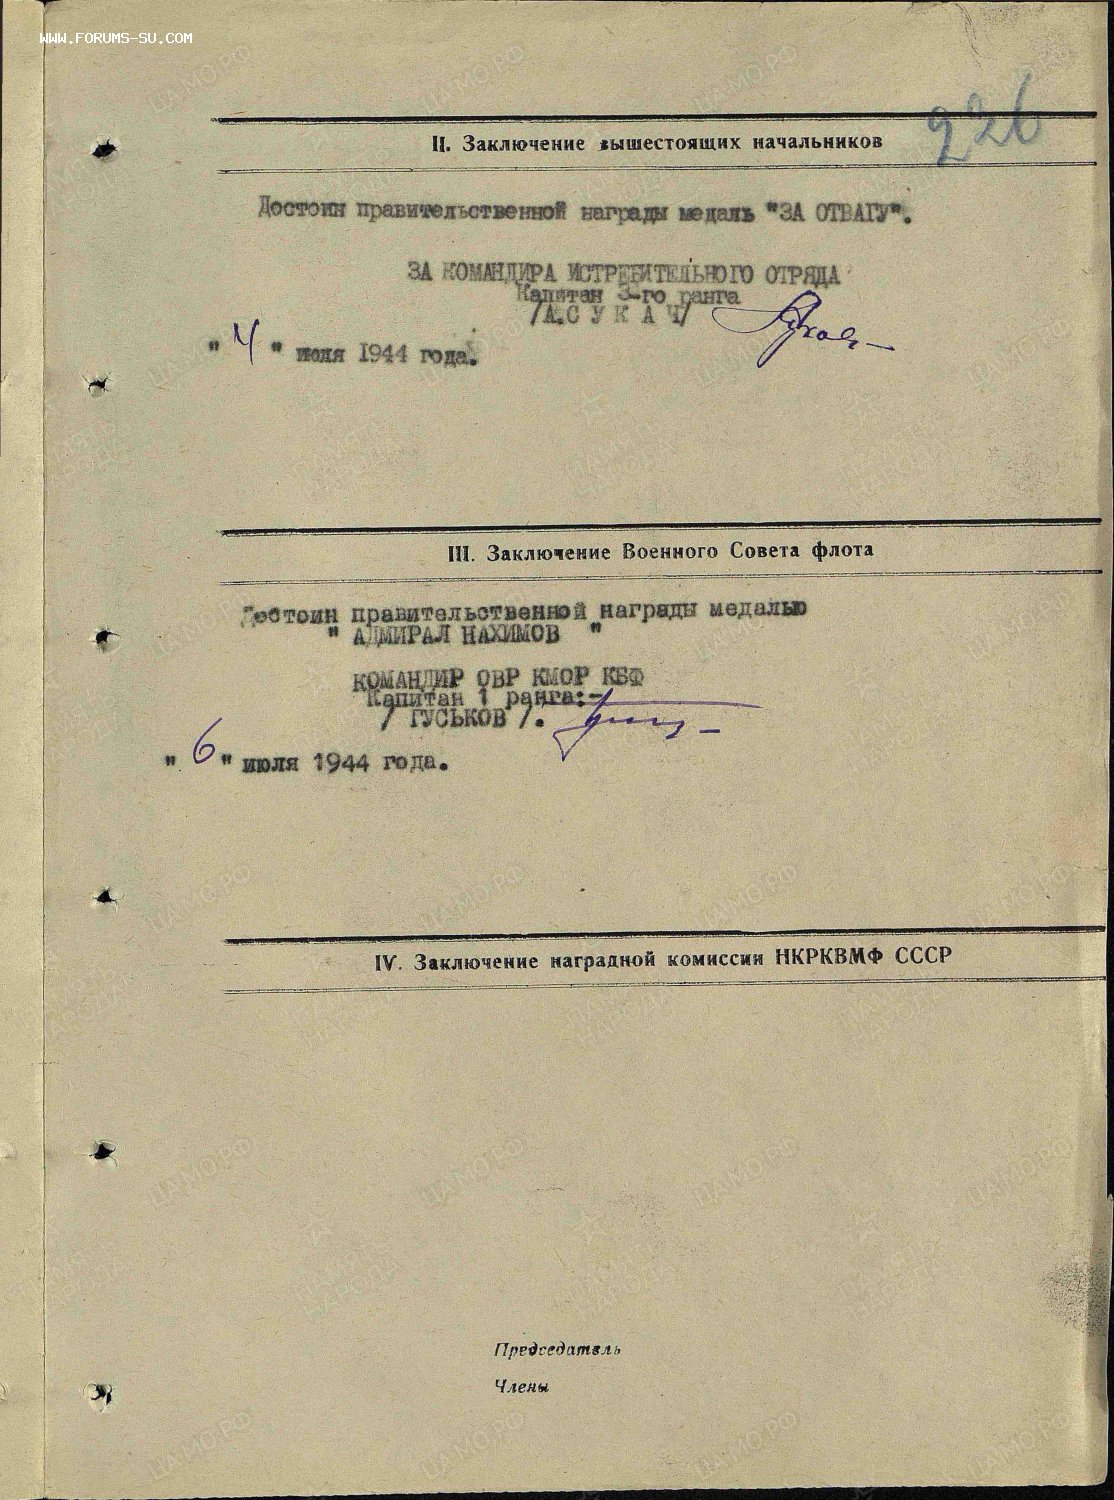 WWW.FORUMS-SU.COM
226
II. Заключение вышестоящих начальников
Достоин правительственной награды медаль "ЗА ОТВАГУ".
ЗА КОМАНДИРА ИСТРЕБИТЕЛЬНОГО ОТРЯДА
Капитан 3-го ранга
/А.С У К А Ч/
" 4 " июля 1944 года.
III. Заключение Военного Совета флота
Достоин правительственной награды медалью
" АДМИРАЛ НАХИМОВ "
КОМАНДИР ОВР КМОР КБФ
Капитан 1 ранга:-
/ ГУСЬКОВ /.
" 6 " июля 1944 года.
IV. Заключение наградной комиссии НКРКВМФ СССР
Председатель
Члены